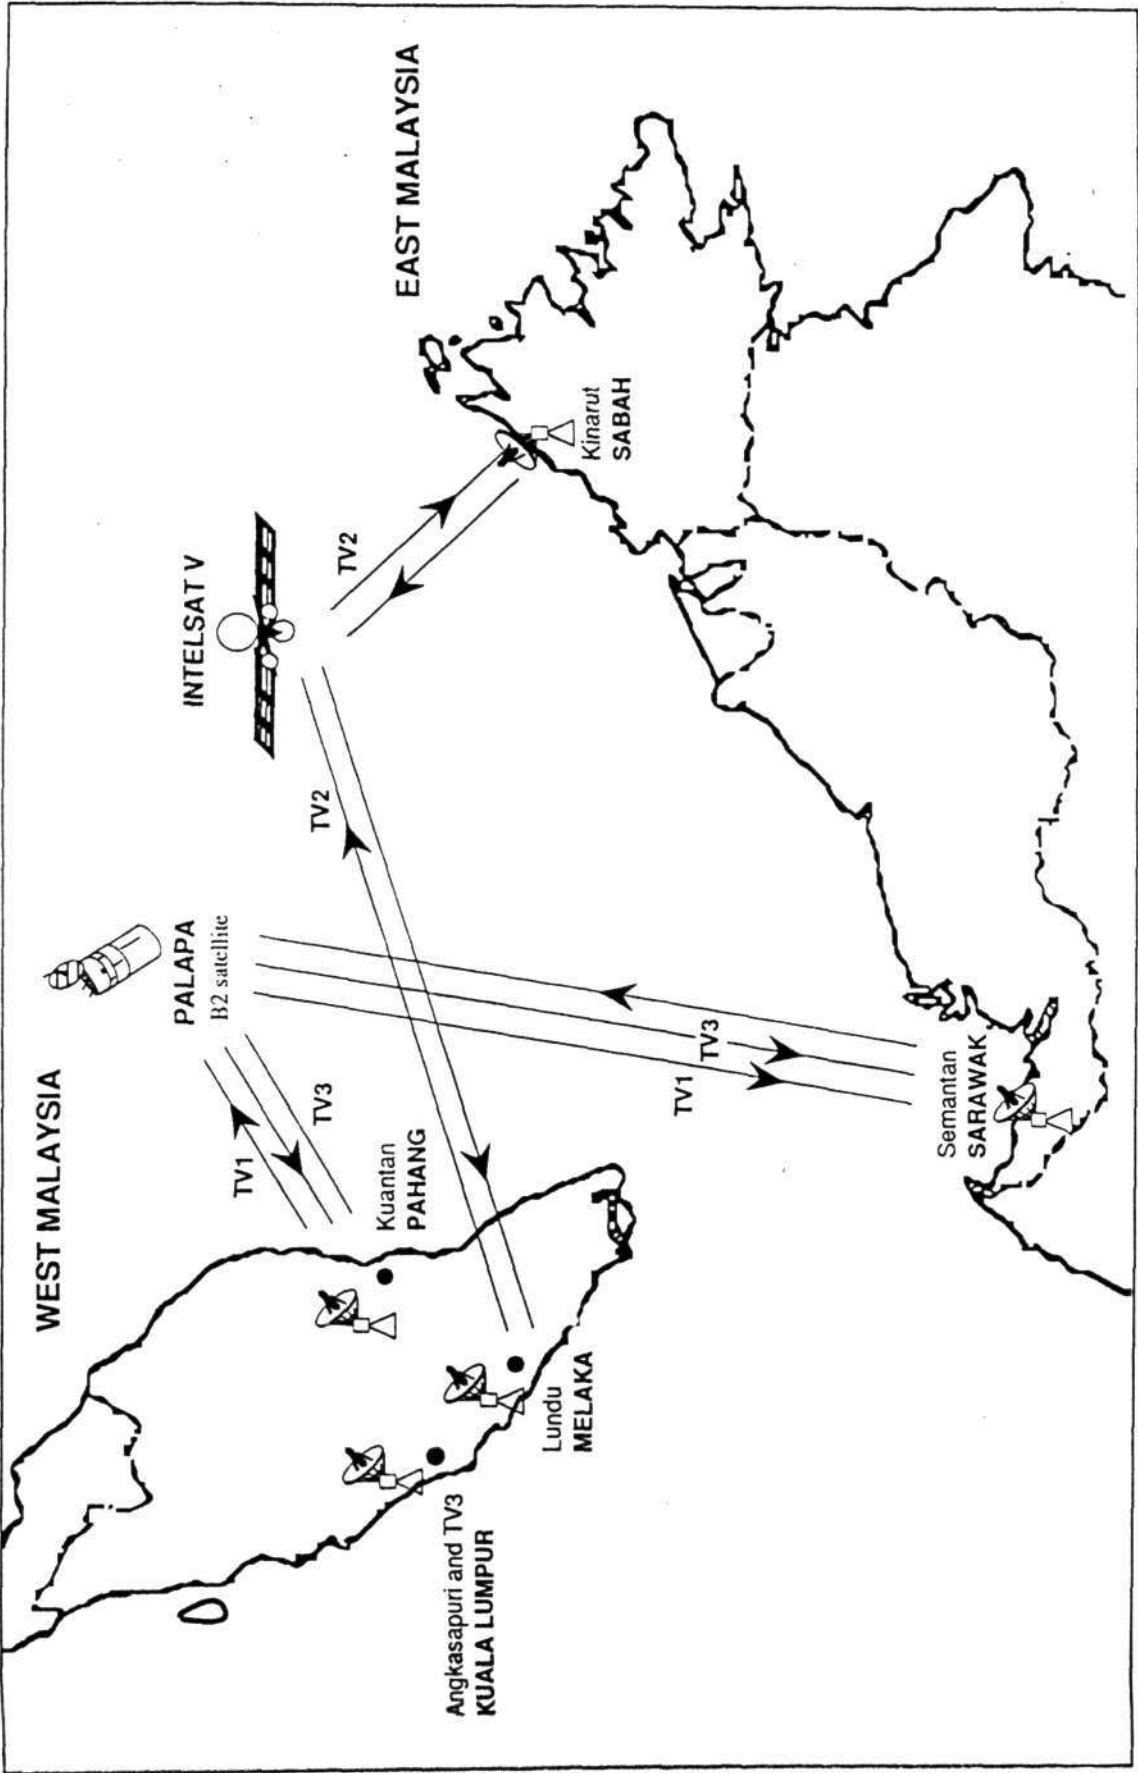 WEST MALAYSIA
PALAPA
B2 satellite
INTELSAT V
EAST MALAYSIA
TV1
TV3
TV2
TV2
Kuantan
PAHANG
Angkasapuri and TV3
KUALA LUMPUR
Lundu
MELAKA
Kinarut
SABAH
TV1
TV3
Semantan
SARAWAK